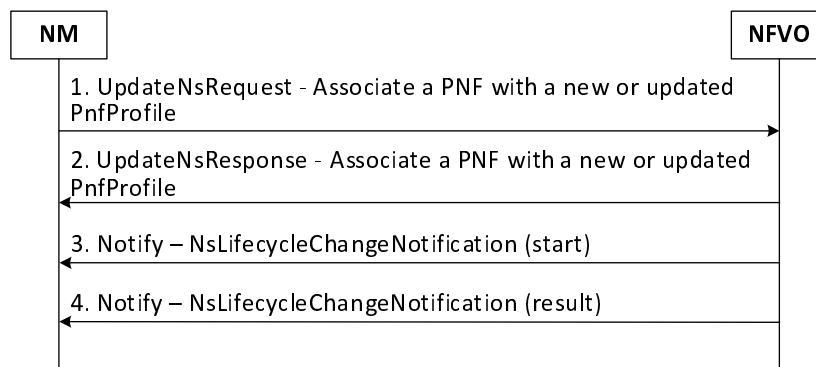 NM
NFVO
1. UpdateNsRequest - Associate a PNF with a new or updated
PnfProfile
2. UpdateNsResponse - Associate a PNF with a new or updated
PnfProfile
3. Notify – NsLifecycleChangeNotification (start)
4. Notify – NsLifecycleChangeNotification (result)